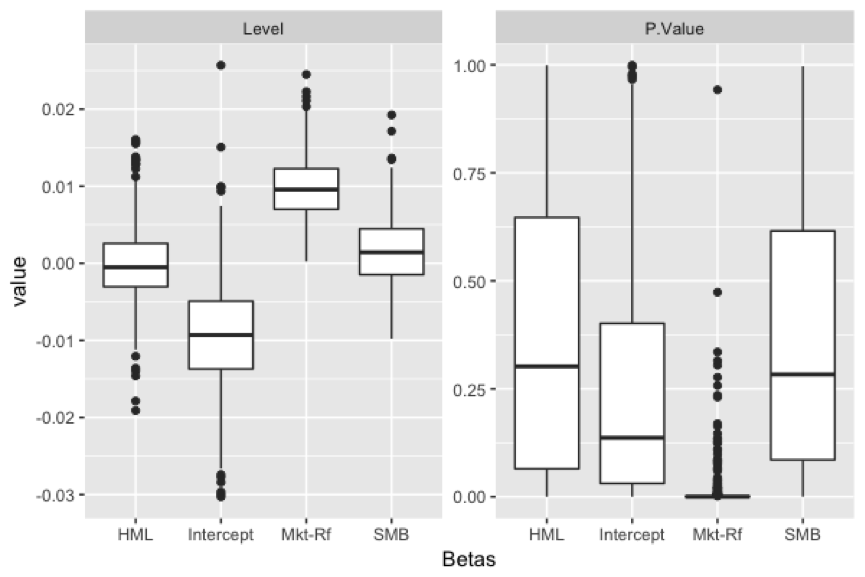 Level
P.Value
value
0.02
0.01
0.00
-0.01
-0.02
-0.03
1.00
0.75
0.50
0.25
0.00
HML Intercept Mkt-Rf SMB
HML Intercept Mkt-Rf SMB
Betas